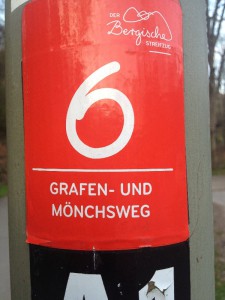 DER
Bergische
STREIFZUG
6
GRAFEN- UND
MÖNCHSWEG
A1